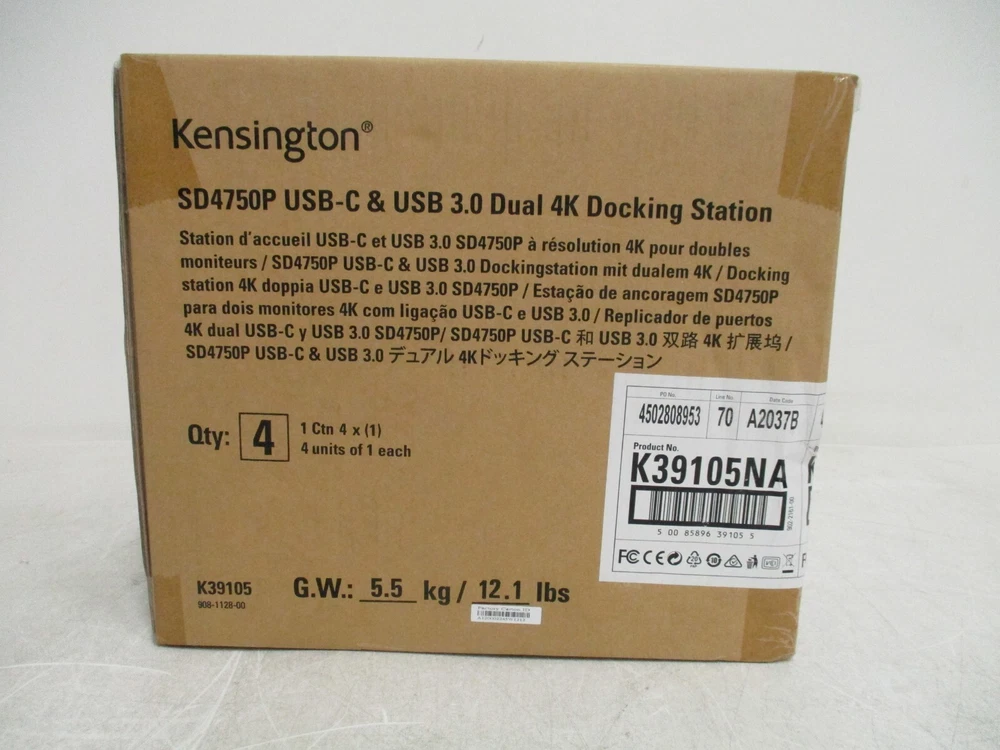 Kensington®
SD4750P USB-C & USB 3.0 Dual 4K Docking Station
Station d'accueil USB-C et USB 3.0 SD4750P à résolution 4K pour doubles
moniteurs / SD4750P USB-C & USB 3.0 Dockingstation mit dualem 4K / Docking
station 4K doppia USB-C e USB 3.0 SD4750P / Estação de ancoragem SD4750P
para dois monitores 4K com ligação USB-C e USB 3.0 / Replicador de puertos
4K dual USB-C y USB 3.0 SD4750P/ SD4750P USB-C 和 USB 3.0 双路 4K 扩展坞 /
SD4750P USB-C & USB 3.0 デュアル 4Kドッキング ステーション
PO No. Line No. Date Code
4502808953 70 A2037B
Product No.
K39105NA
5 00 85896 39105 5
902-2161-00
FC CE
Qty: 4 1 Ctn 4 x (1)
4 units of 1 each
K39105
908-1128-00
G.W.: 5.5 kg / 12.1 lbs